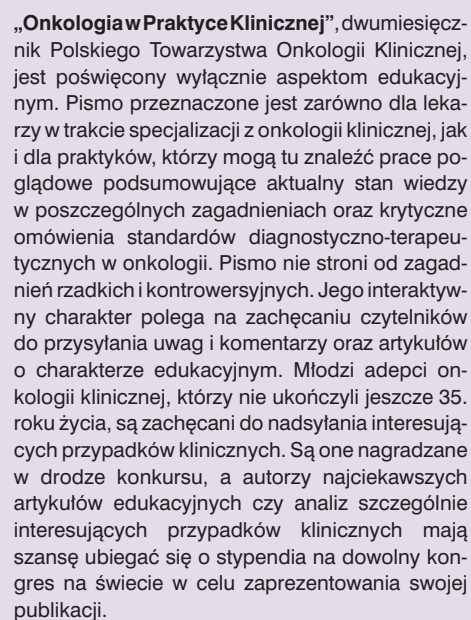 „Onkologia w Praktyce Klinicznej”, dwumiesięcz-
nik Polskiego Towarzystwa Onkologii Klinicznej,
jest poświęcony wyłącznie aspektom edukacyj-
nym. Pismo przeznaczone jest zarówno dla leka-
rzy w trakcie specjalizacji z onkologii klinicznej, jak
i dla praktyków, którzy mogą tu znaleźć prace po-
glądowe podsumowujące aktualny stan wiedzy
w poszczególnych zagadnieniach oraz krytyczne
omówienia standardów diagnostyczno-terapeu-
tycznych w onkologii. Pismo nie stroni od zagad-
nień rzadkich i kontrowersyjnych. Jego interaktyw-
ny charakter polega na zachęcaniu czytelników
do przysyłania uwag i komentarzy oraz artykułów
o charakterze edukacyjnym. Młodzi adepci on-
kologii klinicznej, którzy nie ukończyli jeszcze 35.
roku życia, są zachęcani do nadsyłania interesują-
cych przypadków klinicznych. Są one nagradzane
w drodze konkursu, a autorzy najciekawszych
artykułów edukacyjnych czy analiz szczególnie
interesujących przypadków klinicznych mają
szansę ubiegać się o stypendia na dowolny kon-
gres na świecie w celu zaprezentowania swojej
publikacji.